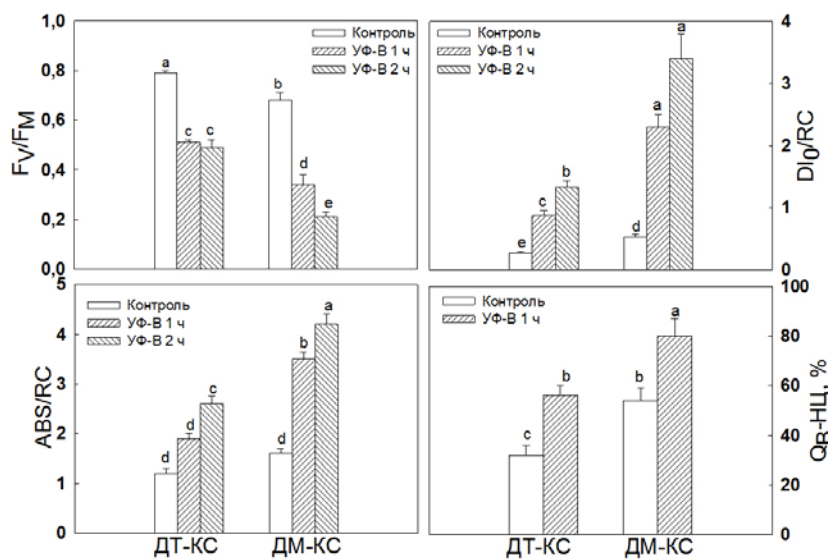 1,0
0,8
0,6
0,4
0,2
0,0
Fv/FM
Контроль
УФ-В 1 ч
УФ-В 2 ч
a
c
c
b
d
e
4
3
2
1
0
DI0/RC
Контроль
УФ-В 1 ч
УФ-В 2 ч
e
c
b
d
a
a
5
4
3
2
1
0
ABS/RC
Контроль
УФ-В 1 ч
УФ-В 2 ч
d
d
c
d
b
a
ДТ-КС
ДМ-КС
100
80
60
40
20
0
QB-НЦ, %
Контроль
УФ-В 1 ч
c
b
b
a
ДТ-КС
ДМ-КС